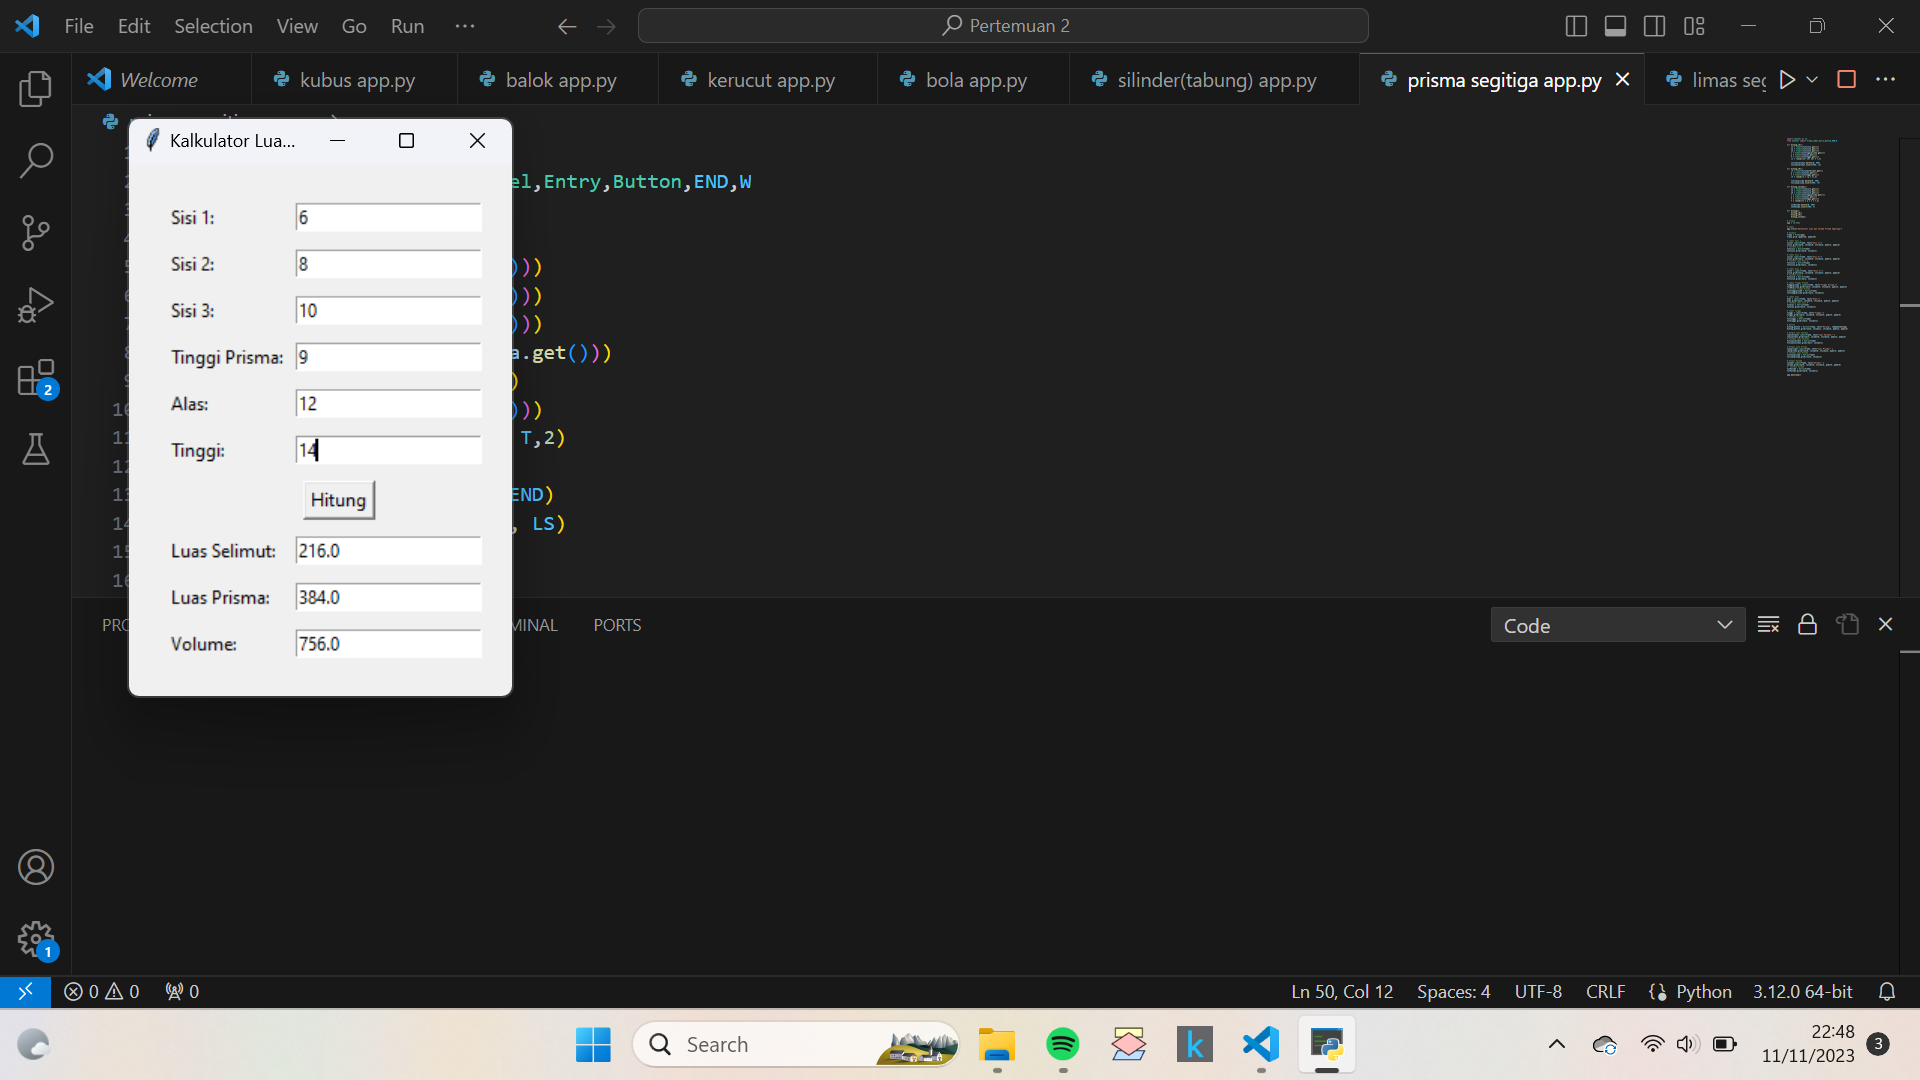 File Edit Selection View Go Run ···
Pertemuan 2
Welcome kubus app.py balok app.py kerucut app.py bola app.py silinder(tabung) app.py prisma segitiga app.py limas seg
Kalkulator Lua...
el,Entry,Button,END,W
)))
)))
)))
a.get()))
)
)))
T,2)
END)
, LS)
10
11
12
13
14
15
16
Sisi 1: 6
Sisi 2: 8
Sisi 3: 10
Tinggi Prisma: 9
Alas: 12
Tinggi: 14
Hitung
Luas Selimut: 216.0
Luas Prisma: 384.0
Volume: 756.0
PRO MINAL PORTS
Code
2
1
0 0 0
Ln 50, Col 12 Spaces: 4 UTF-8 CRLF Python 3.12.0 64-bit
Search
k
22:48
11/11/2023
3